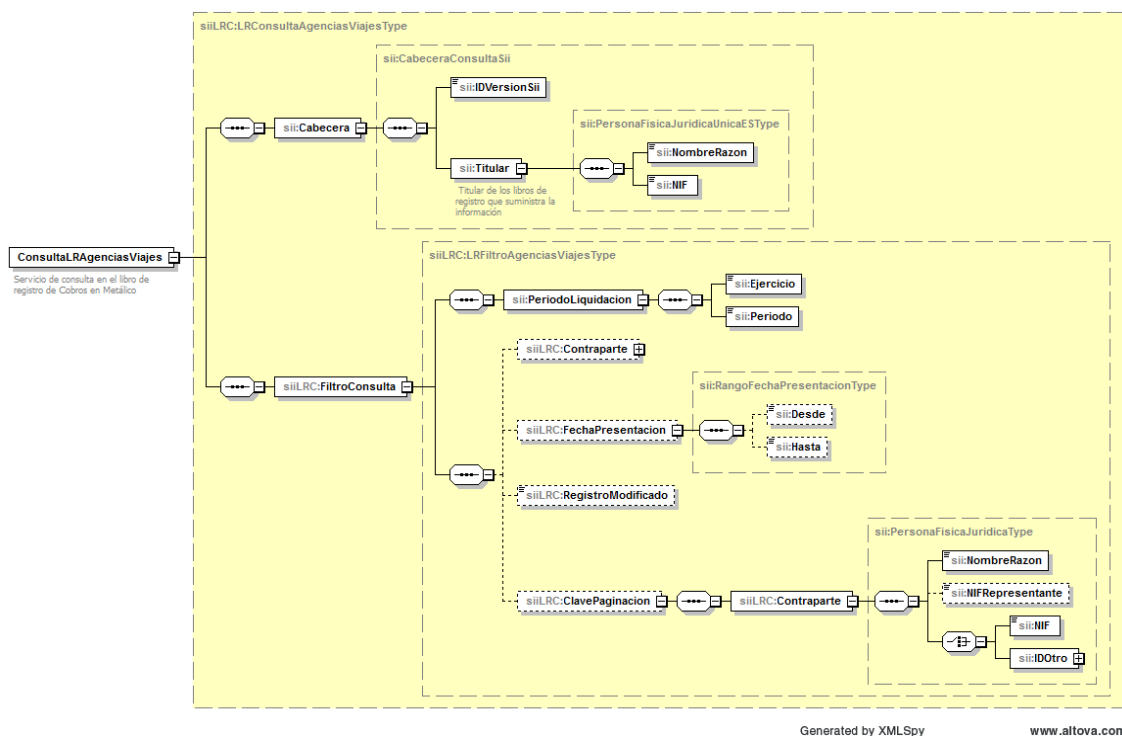 siiLRC:LRConsultaAgenciasViajesType
sii:CabeceraConsultaSii
sii:IDVersionSii
sii:PersonaFisicaJuridicaUnicaESType
sii:Cabecera
sii:NombreRazon
sii:Titular
sii:NIF
Titular de los libros de
registro que suministra la
información
ConsultaLRAgenciasViajes
Servicio de consulta en el libro de
registro de Cobros en Metálico
siiLRC:LRFiltroAgenciasViajesType
sii:Ejercicio
siiLRC:PeriodoLiquidacion
sii:Periodo
siiLRC:Contraparte
siiLRC:FiltroConsulta
sii:RangoFechaPresentacionType
sii:Desde
siiLRC:FechaPresentacion
sii:Hasta
siiLRC:RegistroModificado
sii:PersonaFisicaJuridicaType
sii:NombreRazon
siiLRC:ClavePaginacion
siiLRC:Contraparte
sii:NIFRepresentante
sii:NIF
sii:IDOtro
Generated by XMLSpy
www.altova.com